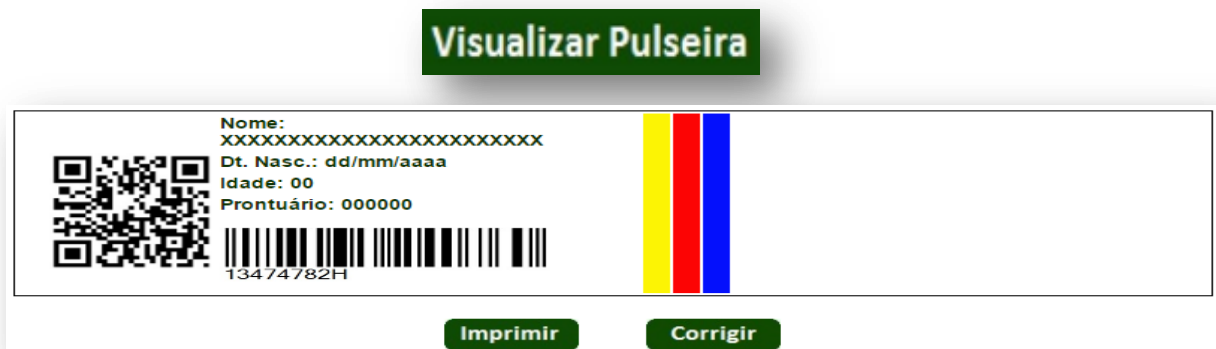 Visualizar Pulseira
Nome:
XXXXXXXXXXXXXXXXXXXXXXXX
Dt. Nasc.: dd/mm/aaaa
Idade: 00
Prontuário: 000000
13474782H
Imprimir
Corrigir